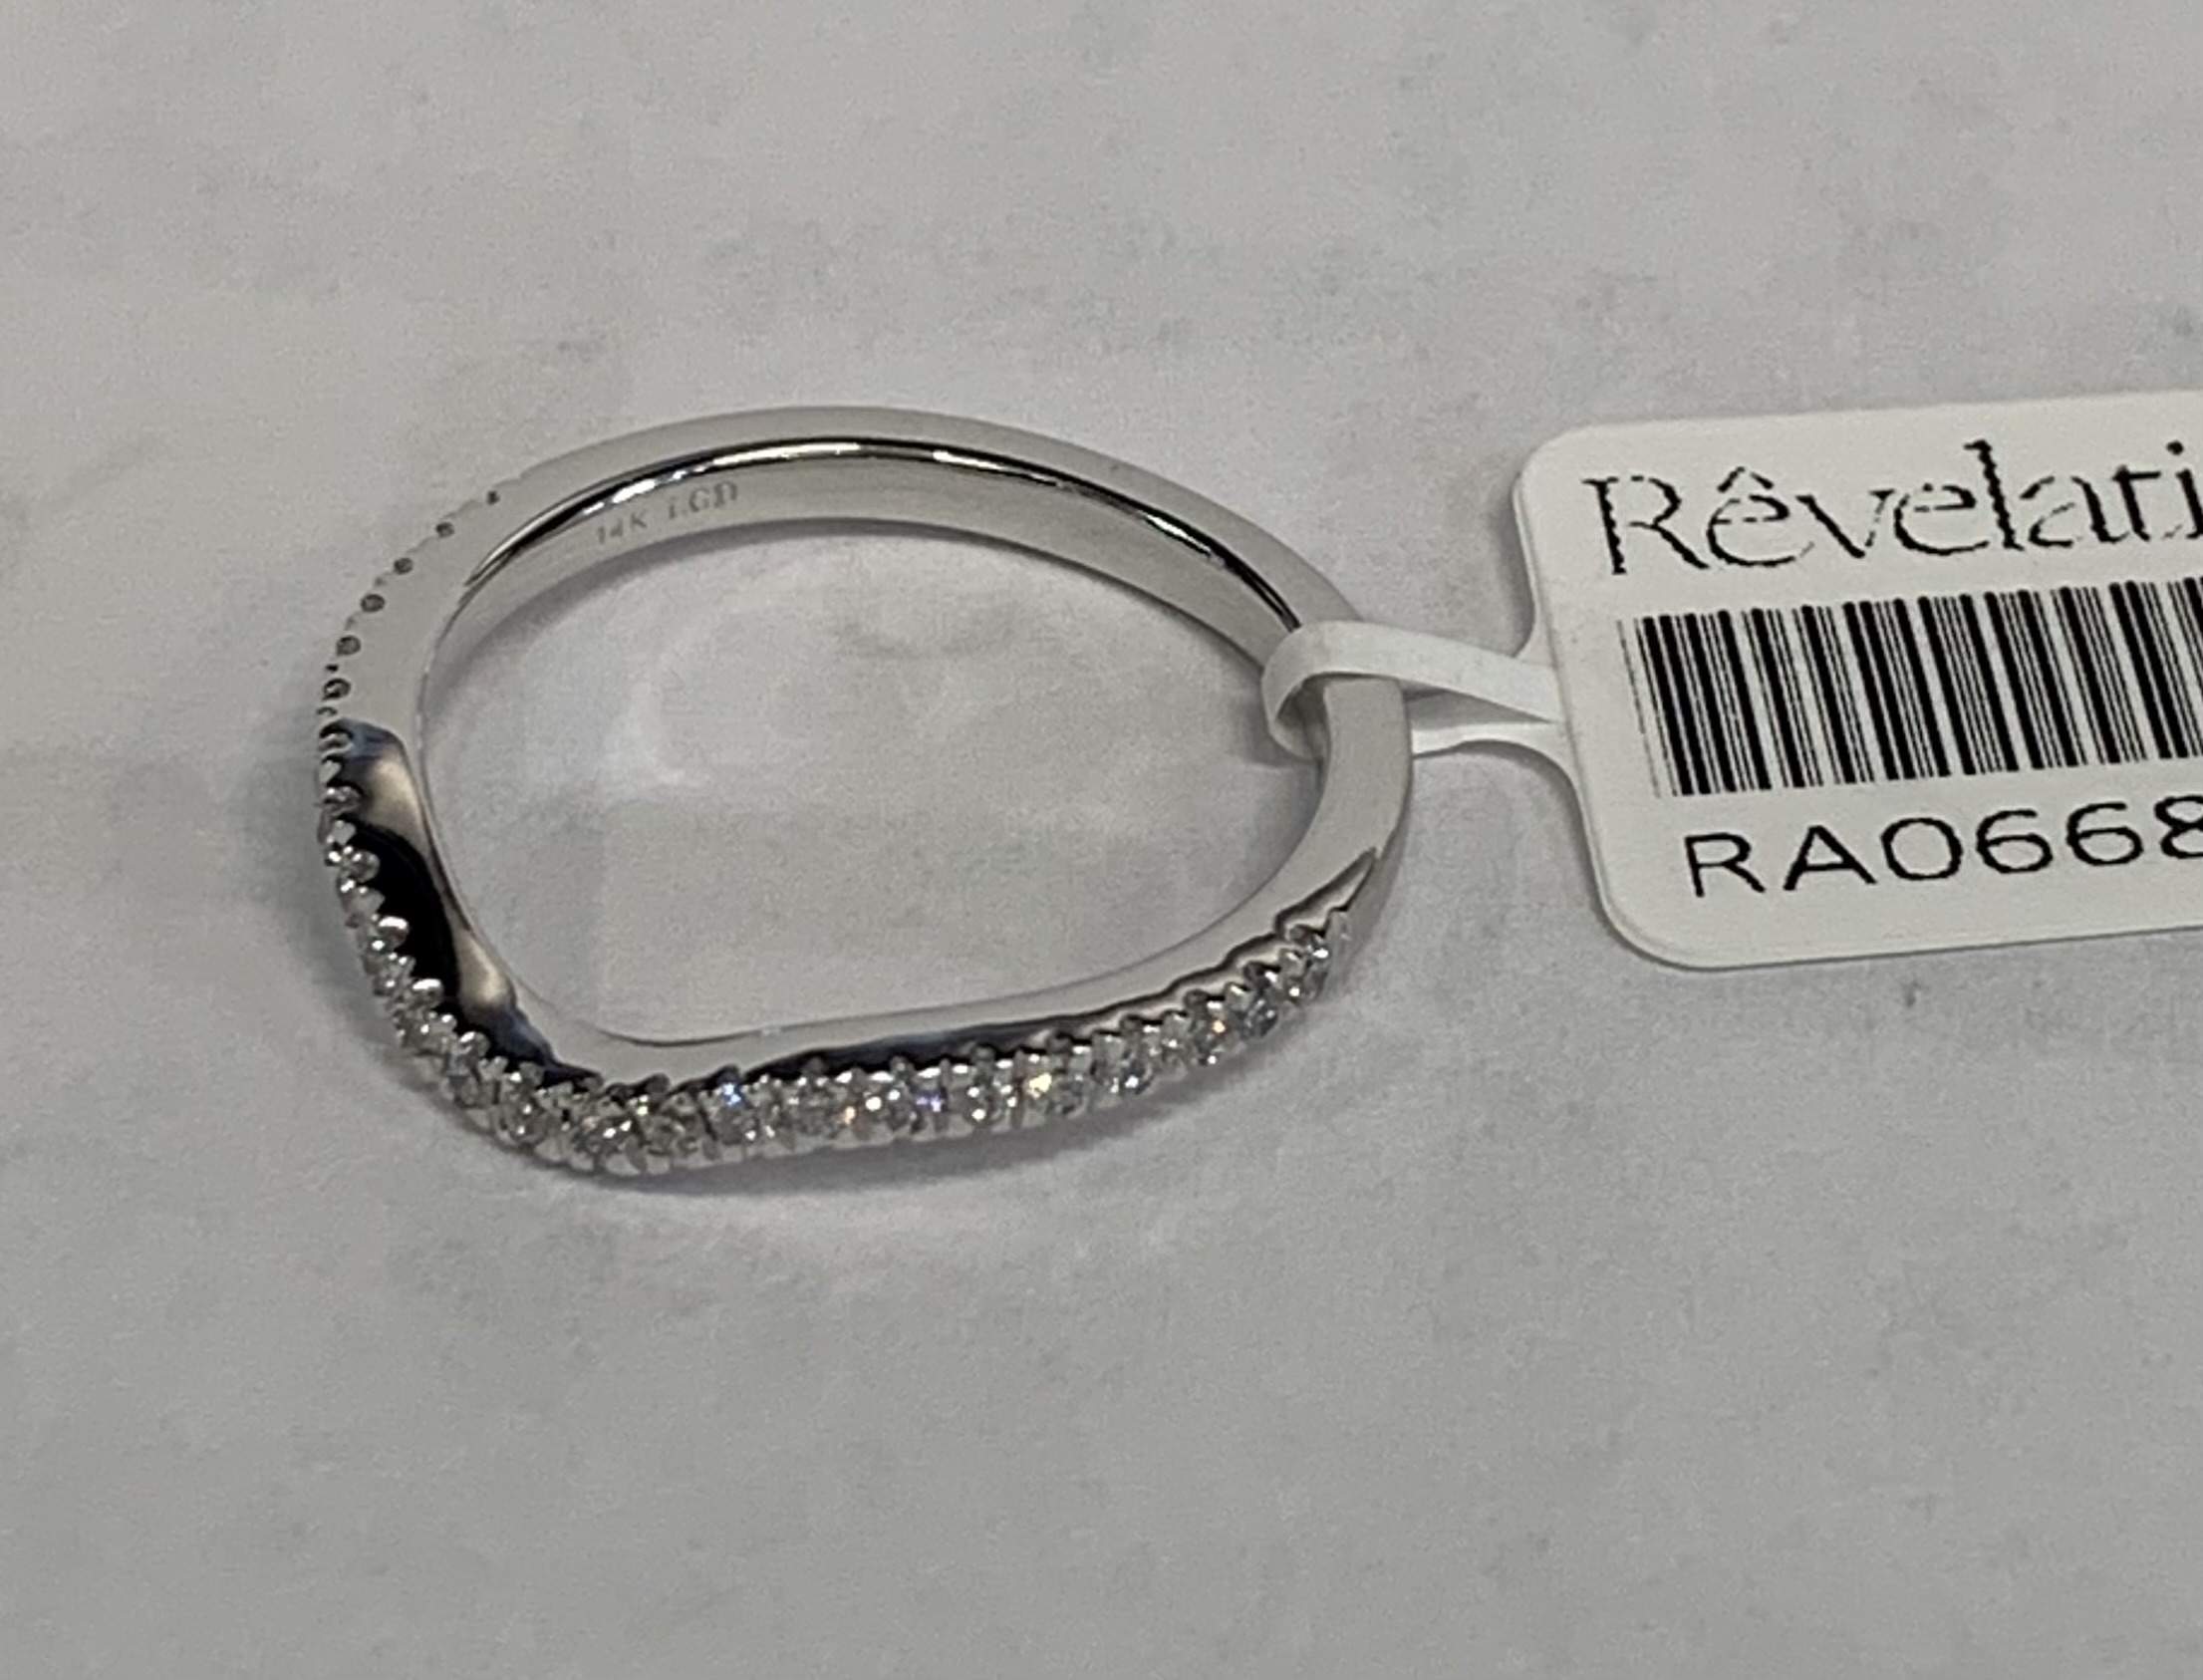 14K LGD
Rêvelati
RA0668